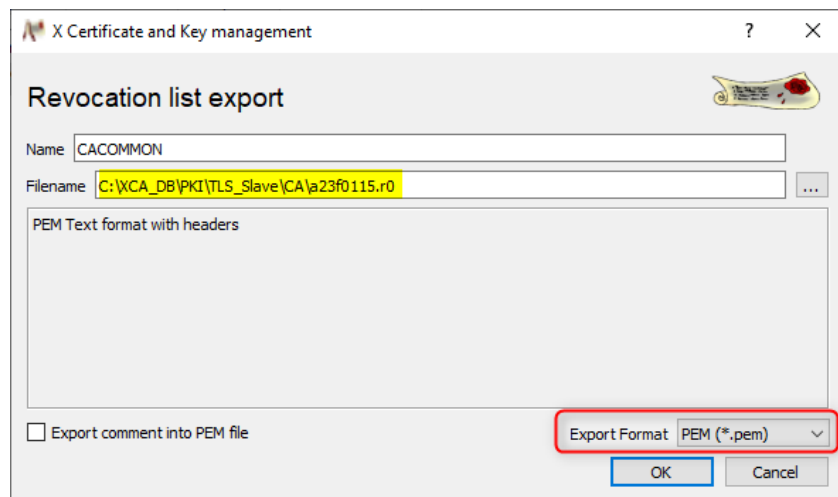 X Certificate and Key management
Revocation list export
Name CACOMMON
Filename C:\XCA_DB\PKI\TLS_Slave\CA\a23f0115.r0 ...
PEM Text format with headers
Export comment into PEM file
Export Format PEM (*.pem)
OK Cancel